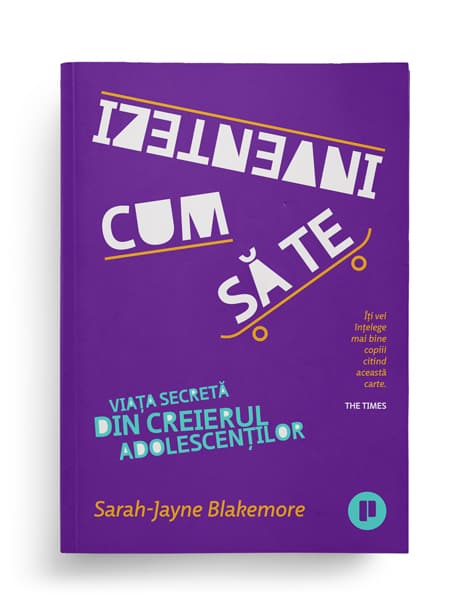 INVENTEZI
CUM
SĂ TE
Îți vei
înțelege
mai bine
copiii
citind
această
carte.
THE TIMES
VIAȚA SECRETĂ
DIN CREIERUL
ADOLESCENȚILOR
Sarah-Jayne Blakemore
p